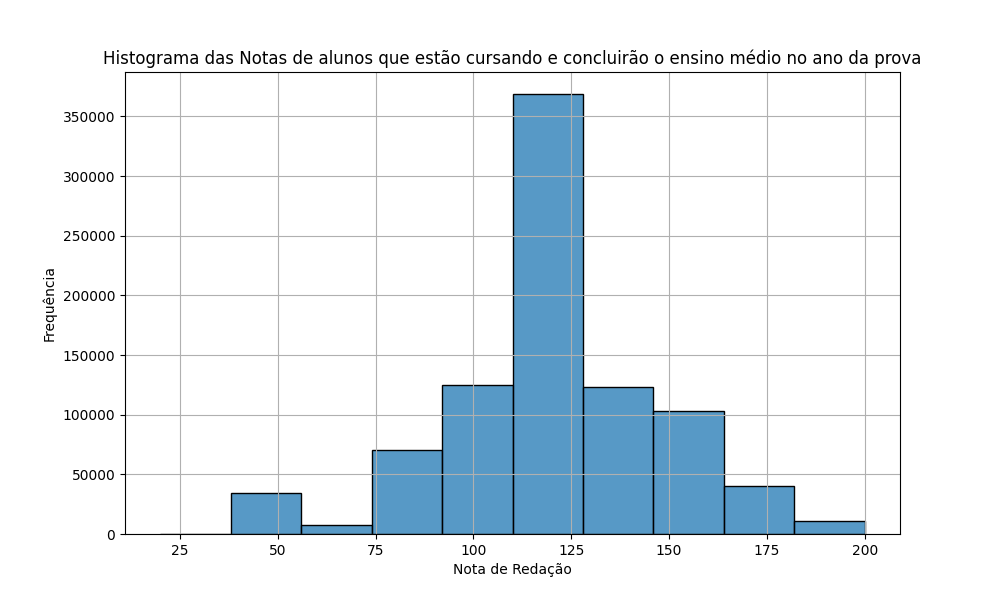 Histograma das Notas de alunos que estão cursando e concluirão o ensino médio no ano da prova
350000
300000
250000
200000
150000
100000
50000
0
Frequência
25 50 75 100 125 150 175 200
Nota de Redação